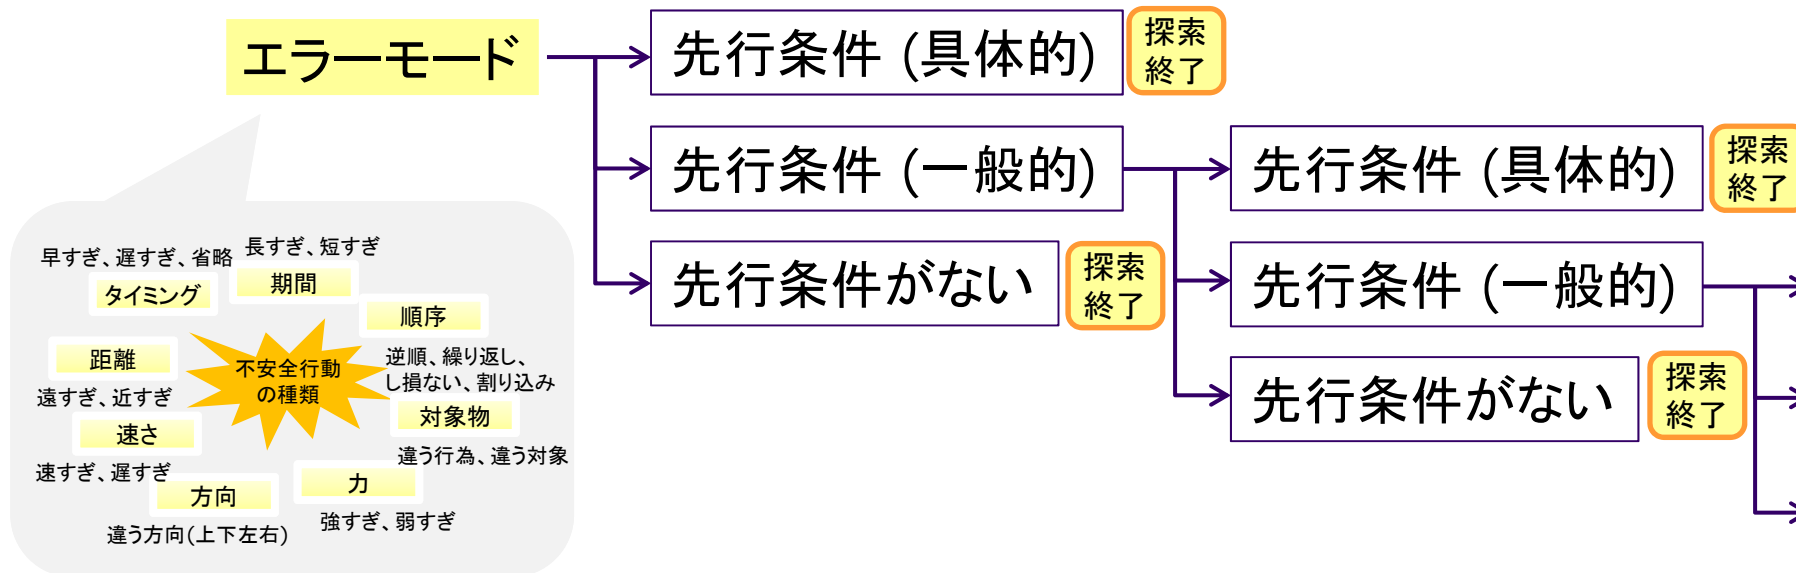 エラーモード
先行条件 (具体的)
探索
終了
先行条件 (一般的)
先行条件がない
探索
終了
先行条件 (具体的)
探索
終了
先行条件 (一般的)
先行条件がない
探索
終了
早すぎ、遅すぎ、省略
タイミング
長すぎ、短すぎ
期間
順序
逆順、繰り返し、
し損ない、割り込み
距離
遠すぎ、近すぎ
不安全行動
の種類
対象物
違う行為、違う対象
速さ
速すぎ、遅すぎ
方向
違う方向(上下左右)
力
強すぎ、弱すぎ